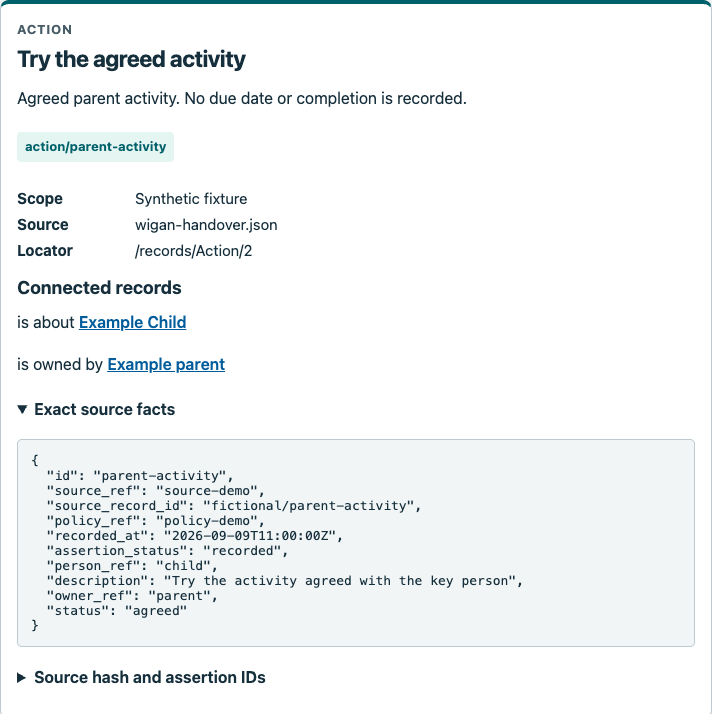 ACTION
Try the agreed activity
Agreed parent activity. No due date or completion is recorded.
action/parent-activity
Scope Synthetic fixture
Source wigan-handover.json
Locator /records/Action/2
Connected records
is about Example Child
is owned by Example parent
▼ Exact source facts
{
  "id": "parent-activity",
  "source_ref": "source-demo",
  "source_record_id": "fictional/parent-activity",
  "policy_ref": "policy-demo",
  "recorded_at": "2026-09-09T11:00:00Z",
  "assertion_status": "recorded",
  "person_ref": "child",
  "description": "Try the activity agreed with the key person",
  "owner_ref": "parent",
  "status": "agreed"
}
▶ Source hash and assertion IDs